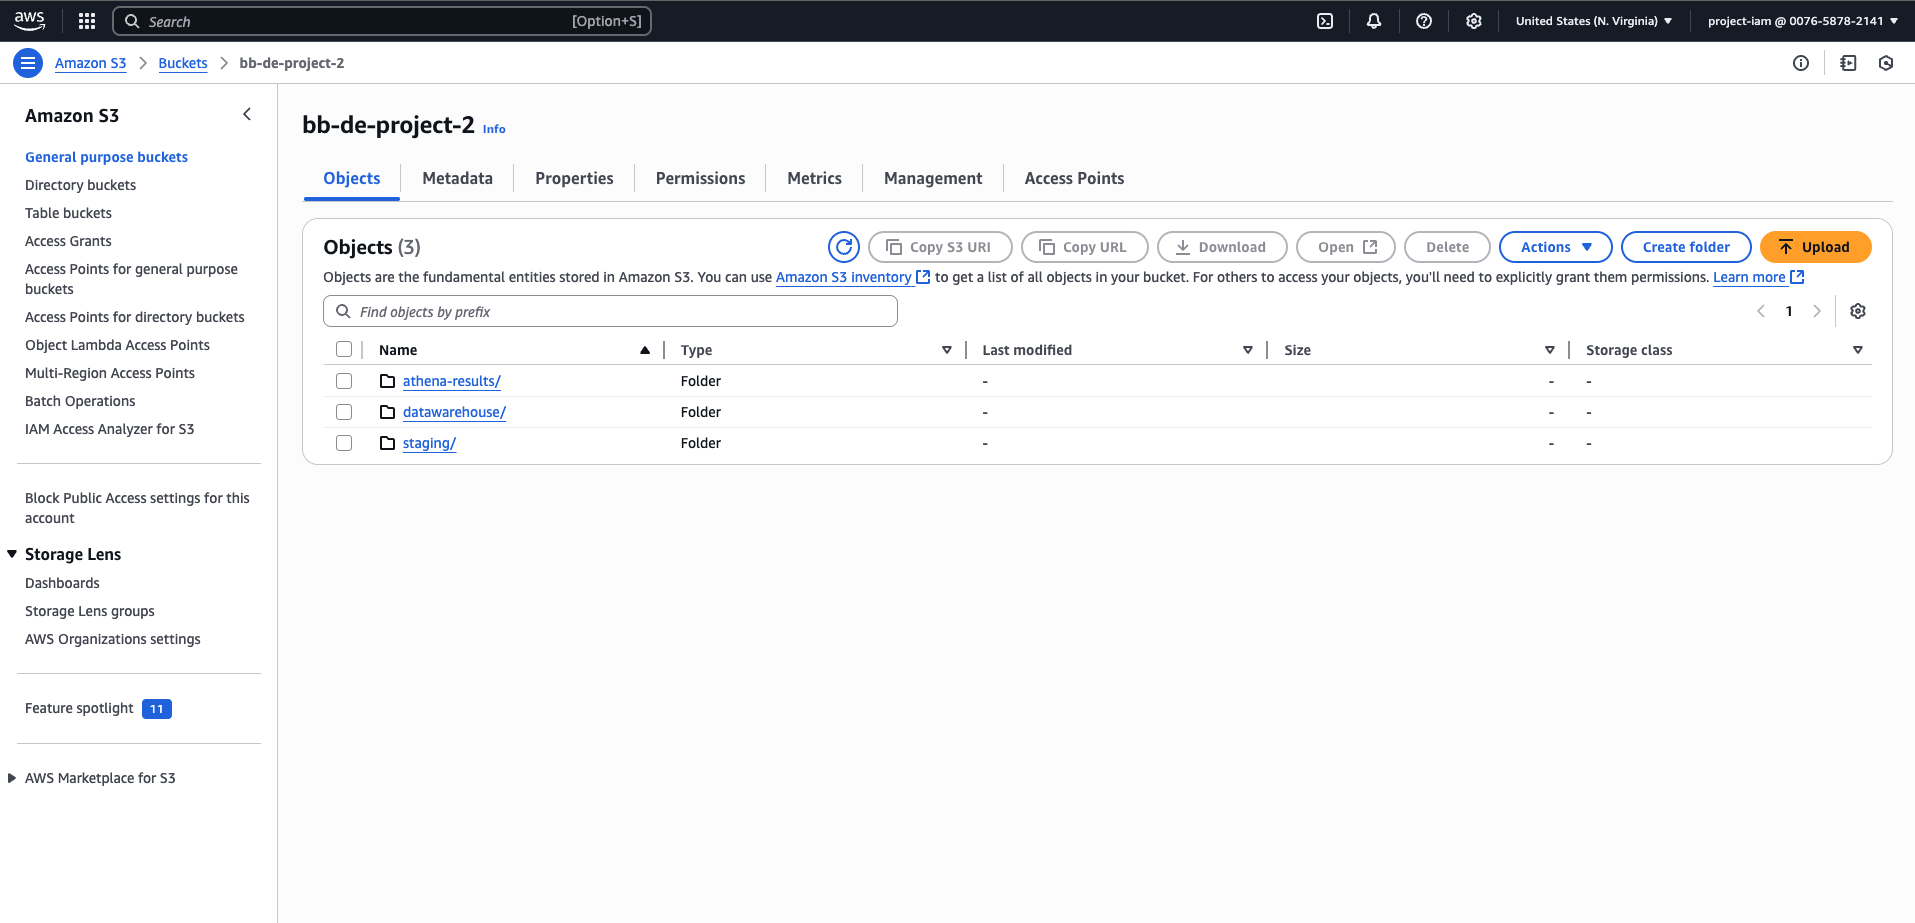 aws
Search [Option+S]
United States (N. Virginia) project-iam @ 0076-5878-2141
Amazon S3 Buckets bb-de-project-2
Amazon S3
General purpose buckets
Directory buckets
Table buckets
Access Grants
Access Points for general purpose
buckets
Access Points for directory buckets
Object Lambda Access Points
Multi-Region Access Points
Batch Operations
IAM Access Analyzer for S3
Block Public Access settings for this
account
Storage Lens
Dashboards
Storage Lens groups
AWS Organizations settings
Feature spotlight 11
AWS Marketplace for S3
bb-de-project-2 Info
Objects Metadata Properties Permissions Metrics Management Access Points
Objects (3)
Copy S3 URI Copy URL Download Open Delete Actions Create folder Upload
Objects are the fundamental entities stored in Amazon S3. You can use Amazon S3 inventory to get a list of all objects in your bucket. For others to access your objects, you'll need to explicitly grant them permissions. Learn more
Find objects by prefix
1
Name Type Last modified Size Storage class
athena-results/ Folder - - -
datawarehouse/ Folder - - -
staging/ Folder - - -